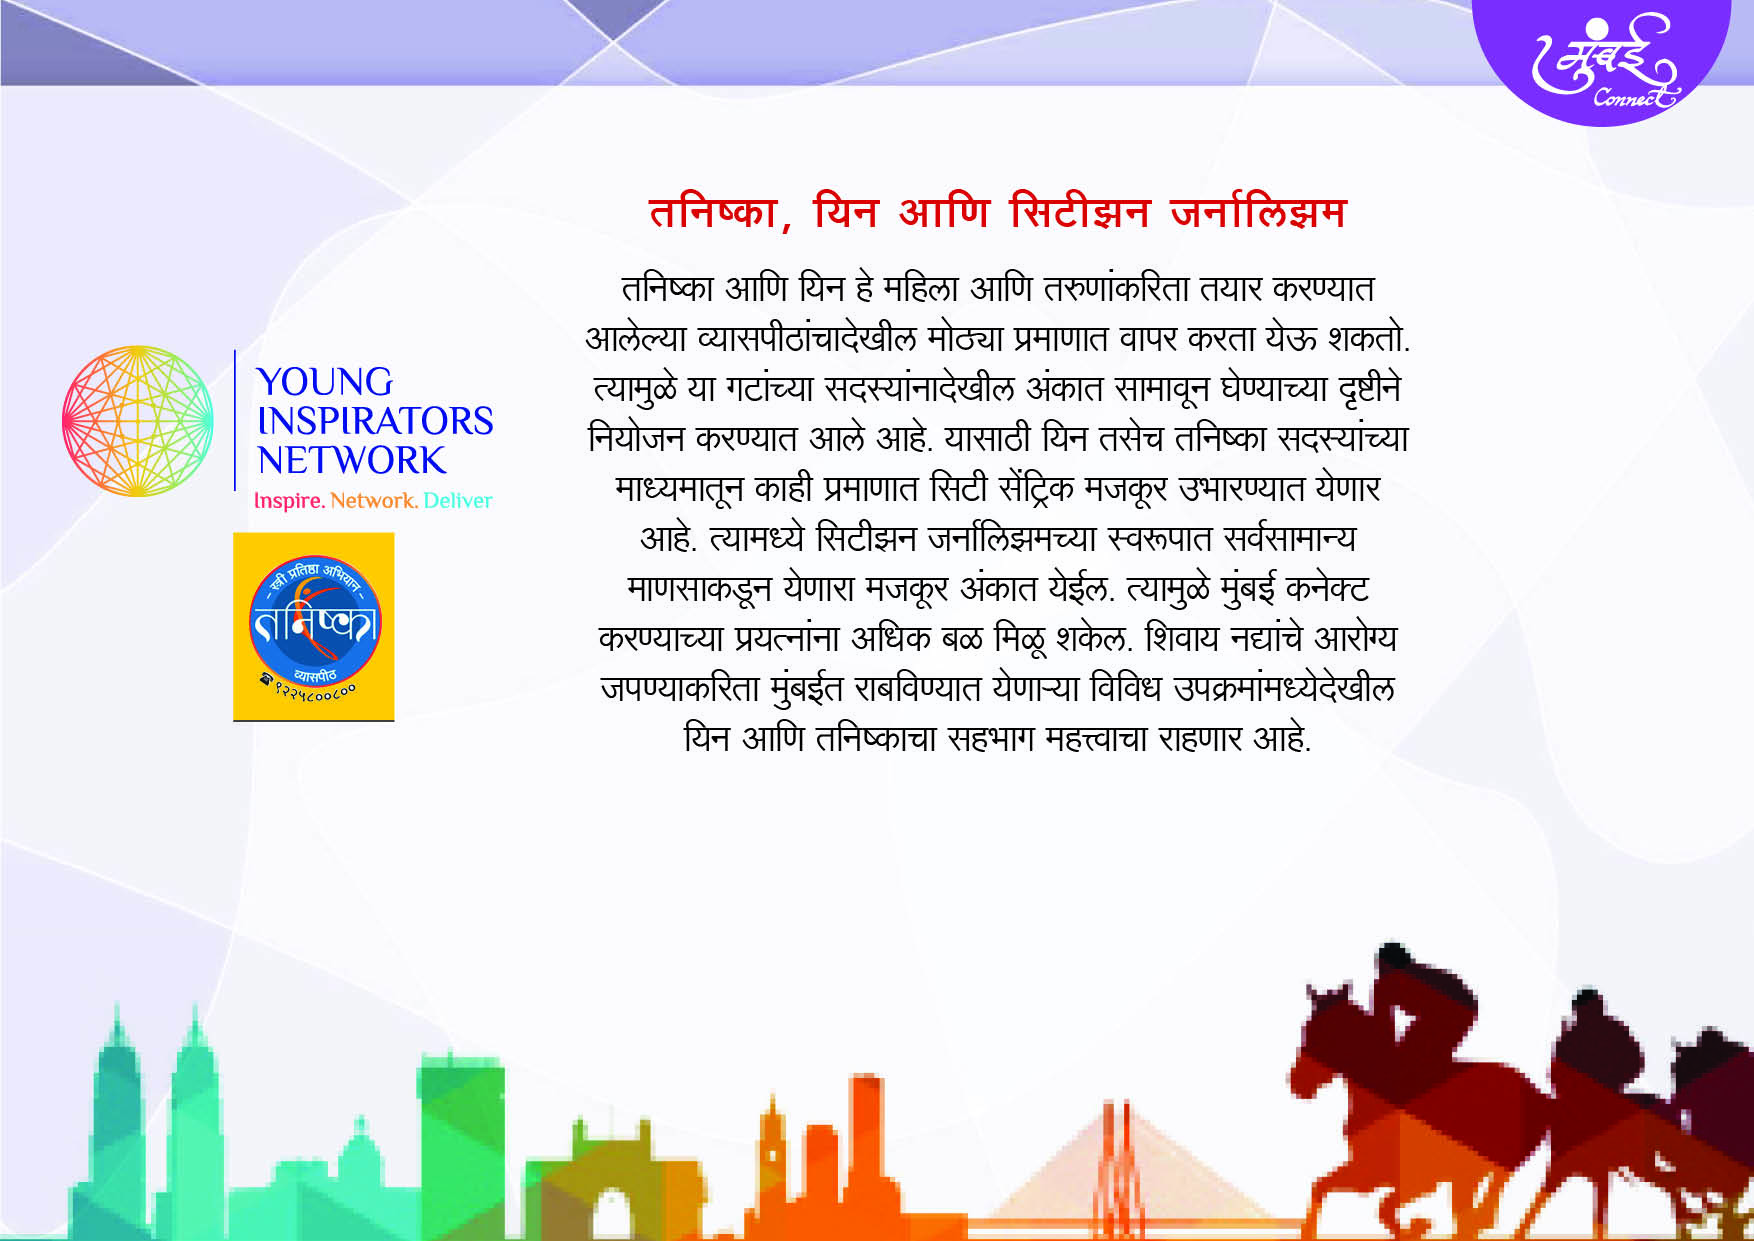 मुंबई
Connect
तनिष्का, यिन आणि सिटीझन जर्नालिझम
तनिष्का आणि यिन हे महिला आणि तरुणांकरिता तयार करण्यात
आलेल्या व्यासपीठांचादेखील मोठ्या प्रमाणात वापर करता येऊ शकतो.
त्यामुळे या गटांच्या सदस्यांनादेखील अंकात सामावून घेण्याच्या दृष्टीने
नियोजन करण्यात आले आहे. यासाठी यिन तसेच तनिष्का सदस्यांच्या
माध्यमातून काही प्रमाणात सिटी सेंट्रिक मजकूर उभारण्यात येणार
आहे. त्यामध्ये सिटीझन जर्नालिझमच्या स्वरूपात सर्वसामान्य
माणसाकडून येणारा मजकूर अंकात येईल. त्यामुळे मुंबई कनेक्ट
करण्याच्या प्रयत्नांना अधिक बळ मिळू शकेल. शिवाय नद्यांचे आरोग्य
जपण्याकरिता मुंबईत राबविण्यात येणाऱ्या विविध उपक्रमांमध्येदेखील
यिन आणि तनिष्काचा सहभाग महत्त्वाचा राहणार आहे.
YOUNG
INSPIRATORS
NETWORK
Inspire. Network. Deliver
- स्त्री प्रतिष्ठा अभियान -
तनिष्का
व्यासपीठ
☎ ९२२५८००८००